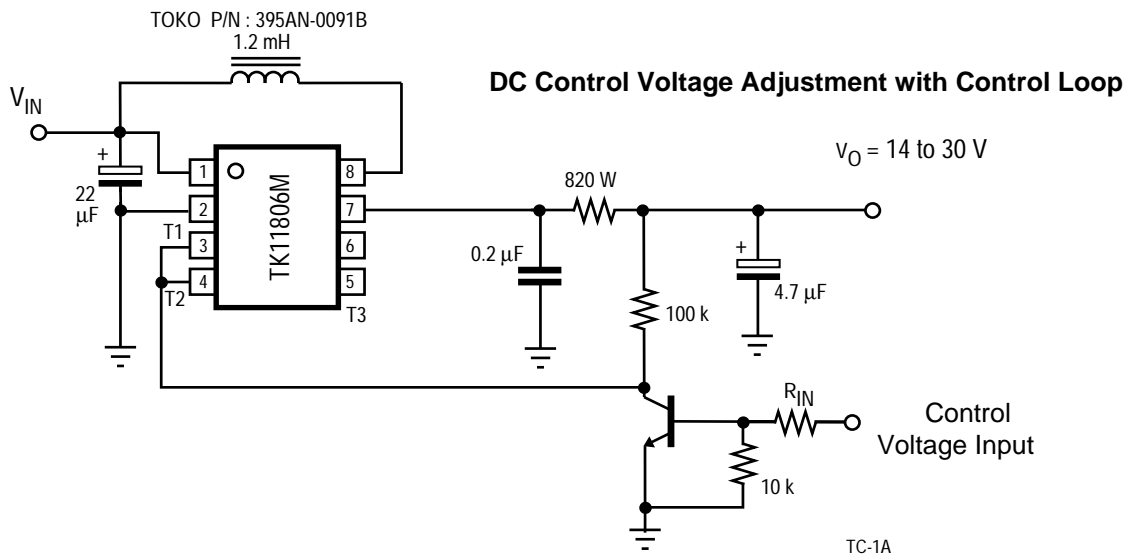 TOKO P/N : 395AN-0091B
1.2 mH
DC Control Voltage Adjustment with Control Loop
VIN
VO = 14 to 30 V
+
22
μF
1
8
820 W
2
7
T1
3
6
T2
4
5
T3
TK11806M
0.2 μF
+
4.7 μF
100 k
RIN
Control
Voltage Input
10 k
TC-1A